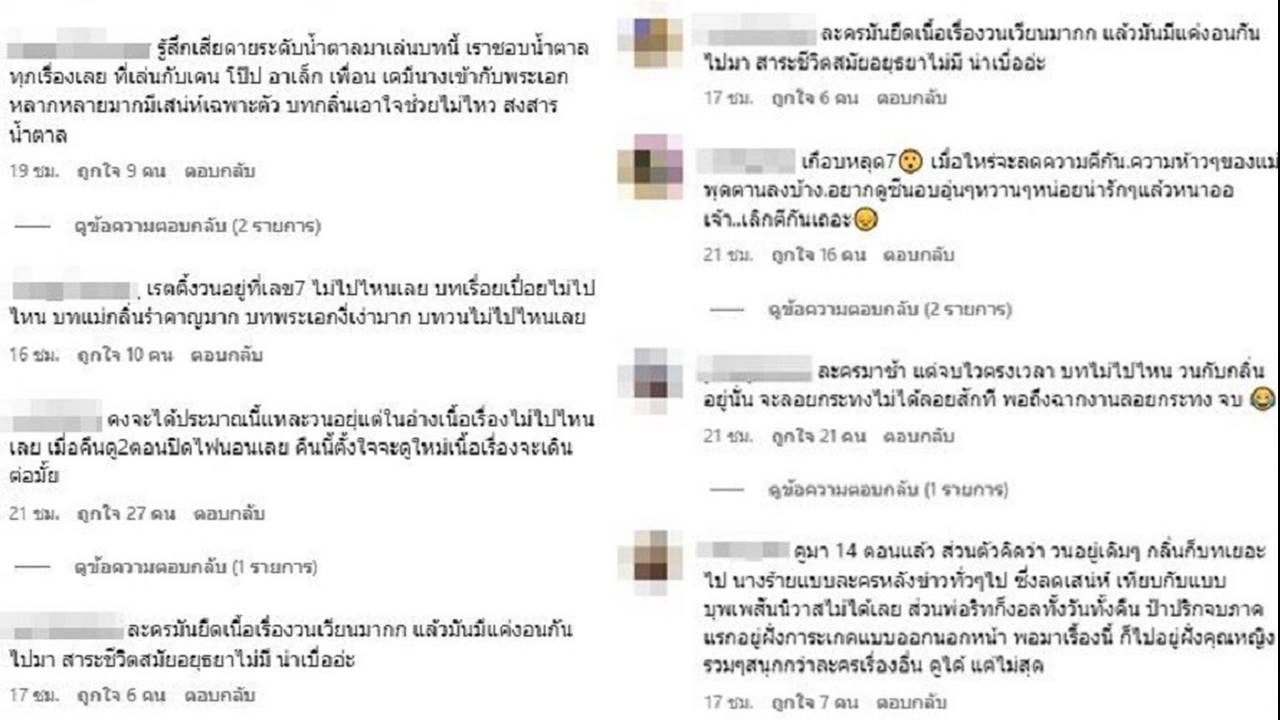 รู้สึกเสียดายระดับน้ำตาลมาเล่นบทนี้ เราชอบน้ำตาล
ทุกเรื่องเลย ที่เล่นกับเคน โป๊ป อาเล็ก เพื่อน เคมีนางเข้ากับพระเอก
หลากหลายมากมีเสน่ห์เฉพาะตัว บทกลิ่นเอาใจช่วยไม่ไหว สงสาร
น้ำตาล
19 ชม. ถูกใจ 9 คน ตอบกลับ
ดูข้อความตอบกลับ (2 รายการ)
เรตติ้งวนอยู่ที่เลข7 ไม่ไปไหนเลย บทเรื่อยเปื่อยไม่ไป
ไหน บทแม่กลิ่นรำคาญมาก บทพระเอกงี่เง่ามาก บทวนไม่ไปไหนเลย
16 ชม. ถูกใจ 10 คน ตอบกลับ
คงจะได้ประมาณนี้แหละวนอยู่แต่ในอ่างเนื้อเรื่องไม่ไปไหน
เลย เมื่อคืนดู2ตอนปิดไฟนอนเลย คืนนี้ตั้งใจจะดูใหม่เนื้อเรื่องจะเดิน
ต่อมั้ย
21 ชม. ถูกใจ 27 คน ตอบกลับ
ดูข้อความตอบกลับ (1 รายการ)
ละครมันยืดเนื้อเรื่องวนเวียนมากก แล้วมันมีแค่งอนกัน
ไปมา สาระชีวิตสมัยอยุธยาไม่มี น่าเบื่ออ่ะ
17 ชม. ถูกใจ 6 คน ตอบกลับ
ละครมันยืดเนื้อเรื่องวนเวียนมากก แล้วมันมีแค่งอนกัน
ไปมา สาระชีวิตสมัยอยุธยาไม่มี น่าเบื่ออ่ะ
17 ชม. ถูกใจ 6 คน ตอบกลับ
เกือบหลุด7😮 เมื่อไหร่จะลดความตีกัน.ความห้าวๆของแม่
พุดตานลงบ้าง.อยากดูซีนอบอุ่นๆหวานๆหน่อยน่ารักๆแล้วหนาออ
เจ้า..เลิกตีกันเถอะ😞
21 ชม. ถูกใจ 16 คน ตอบกลับ
ดูข้อความตอบกลับ (2 รายการ)
ละครมาช้า แต่จบไวตรงเวลา บทไม่ไปไหน วนกับกลิ่น
อยู่นั่น จะลอยกระทงไม่ได้ลอยสักที พอถึงฉากงานลอยกระทง จบ 😂
21 ชม. ถูกใจ 21 คน ตอบกลับ
ดูข้อความตอบกลับ (1 รายการ)
ดูมา 14 ตอนแล้ว ส่วนตัวคิดว่า วนอยู่เดิมๆ กลิ่นก็บทเยอะ
ไป นางร้ายแบบละครหลังข่าวทั่วๆไป ซึ่งลดเสน่ห์ เทียบกับแบบ
บุพเพสันนิวาสไม่ได้เลย ส่วนพ่อริทก็งอลทั้งวันทั้งคืน ป้าปริกจบภาค
แรกอยู่ฝั่งการะเกดแบบออกนอกหน้า พอมาเรื่องนี้ ก็ไปอยู่ฝั่งคุณหญิง
รวมๆสนุกกว่าละครเรื่องอื่น ดูได้ แต่ไม่สุด
17 ชม. ถูกใจ 7 คน ตอบกลับ